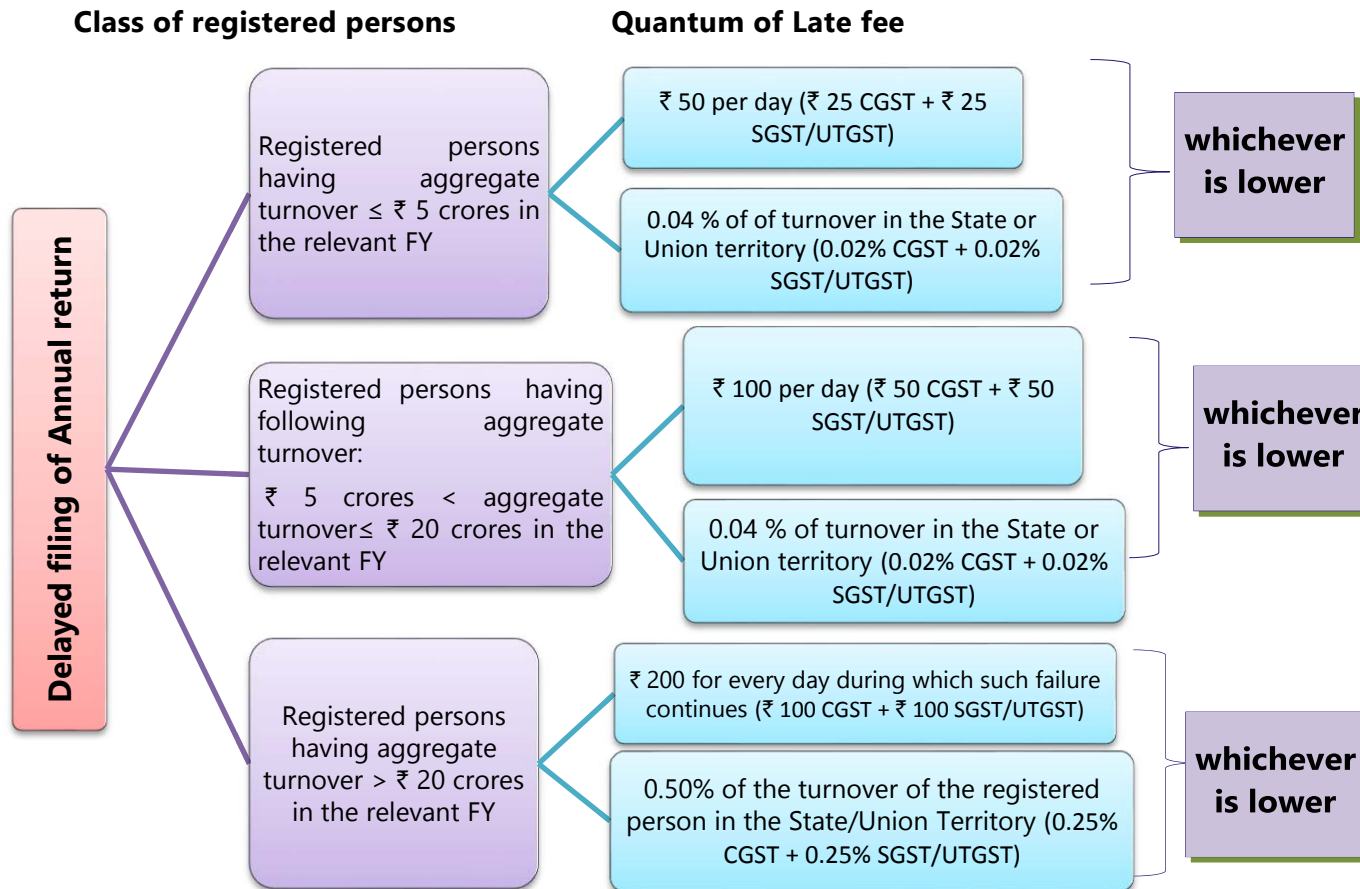 Class of registered persons
Quantum of Late fee
Delayed filing of Annual return
Registered persons
having aggregate
turnover ≤ ₹ 5 crores in
the relevant FY
₹ 50 per day (₹ 25 CGST + ₹ 25
SGST/UTGST)
0.04 % of of turnover in the State or
Union territory (0.02% CGST + 0.02%
SGST/UTGST)
whichever
is lower
Registered persons having
following aggregate
turnover:
₹ 5 crores < aggregate
turnover≤ ₹ 20 crores in the
relevant FY
₹ 100 per day (₹ 50 CGST + ₹ 50
SGST/UTGST)
0.04 % of turnover in the State or
Union territory (0.02% CGST + 0.02%
SGST/UTGST)
whichever
is lower
Registered persons
having aggregate
turnover > ₹ 20 crores
in the relevant FY
₹ 200 for every day during which such failure
continues (₹ 100 CGST + ₹ 100 SGST/UTGST)
0.50% of the turnover of the registered
person in the State/Union Territory (0.25%
CGST + 0.25% SGST/UTGST)
whichever
is lower